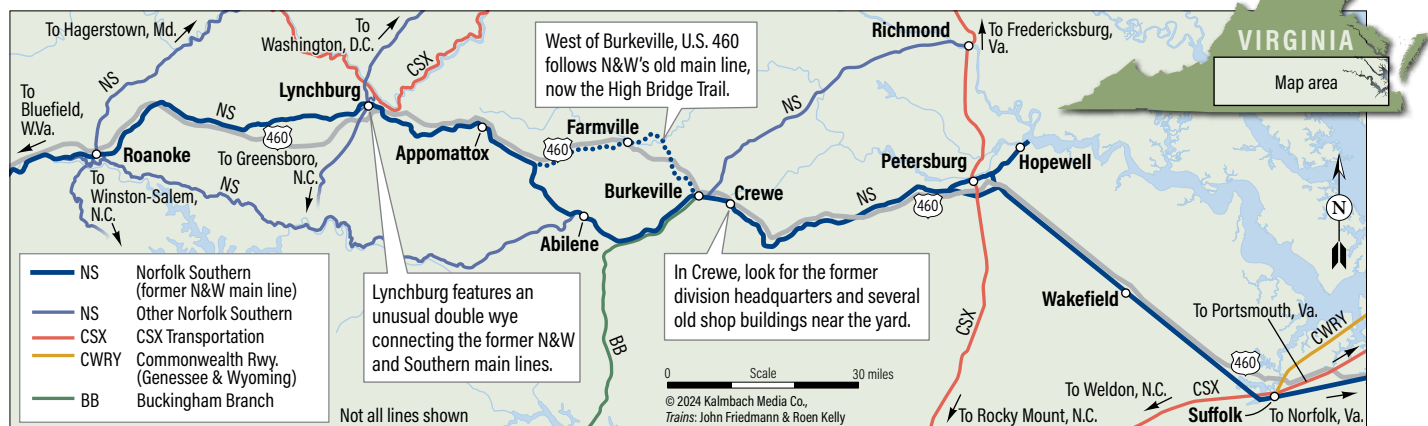 To Hagerstown, Md.
To
Washington, D.C.
CSX
West of Burkeville, U.S. 460
follows N&W's old main line,
now the High Bridge Trail.
Richmond
To Fredericksburg,
Va.
VIRGINIA
Map area
NS
To
Bluefield,
W.Va.
Lynchburg
NS
460
Roanoke
Appomattox
460
Farmville
NS
Petersburg
Hopewell
To Greensboro,
N.C.
NS
To
Winston-Salem,
N.C.
Burkeville
Crewe
NS
460
N
Abilene
NS Norfolk Southern
(former N&W main line)
NS Other Norfolk Southern
CSX CSX Transportation
CWRY Commonwealth Rwy.
(Genessee & Wyoming)
BB Buckingham Branch
Not all lines shown
Lynchburg features an
unusual double wye
connecting the former N&W
and Southern main lines.
BB
In Crewe, look for the former
division headquarters and several
old shop buildings near the yard.
0 Scale 30 miles
© 2024 Kalmbach Media Co.,
Trains: John Friedmann & Roen Kelly
CSX
Wakefield
To Portsmouth, Va.
CWRY
460
To Weldon, N.C.
CSX
To Rocky Mount, N.C.
Suffolk
To Norfolk, Va.